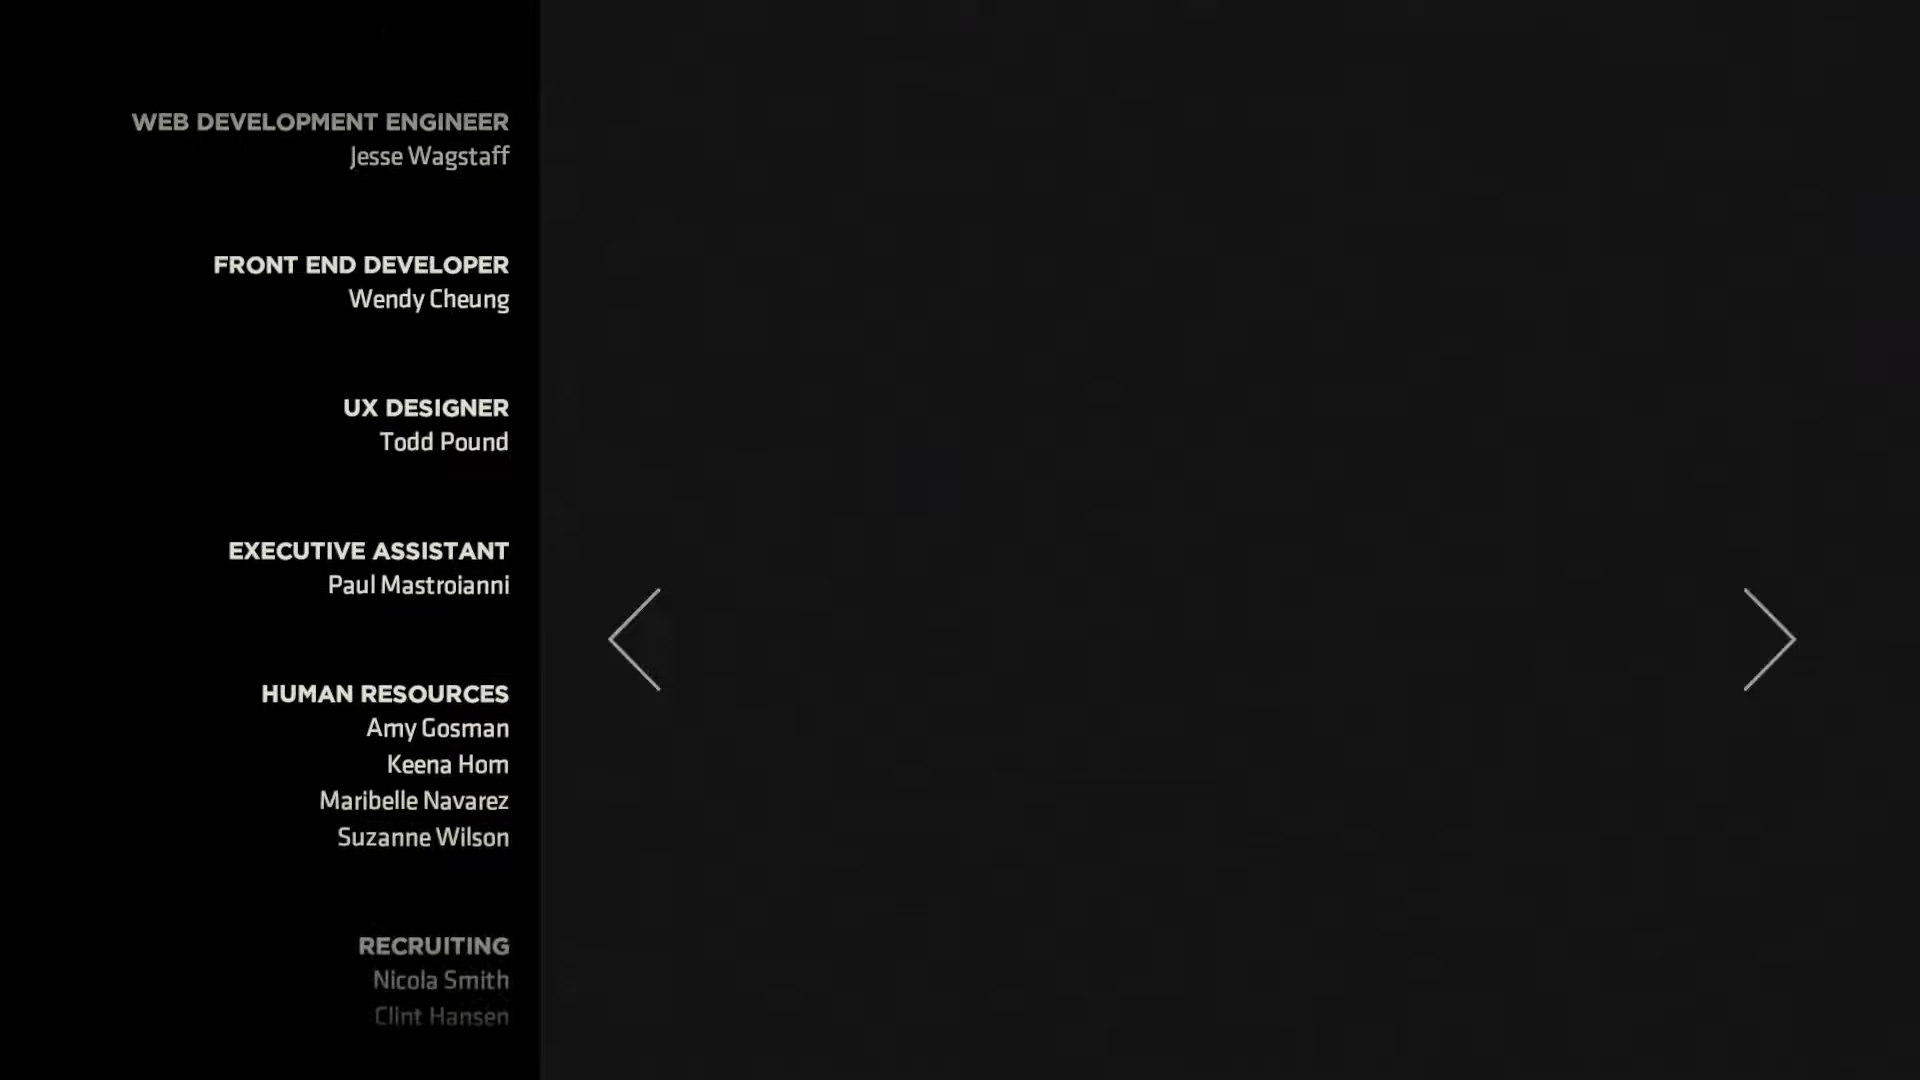 WEB DEVELOPMENT ENGINEER
Jesse Wagstaff
FRONT END DEVELOPER
Wendy Cheung
UX DESIGNER
Todd Pound
EXECUTIVE ASSISTANT
Paul Mastroianni
HUMAN RESOURCES
Amy Gosman
Keena Hom
Maribelle Navarez
Suzanne Wilson
RECRUITING
Nicola Smith
Clint Hansen